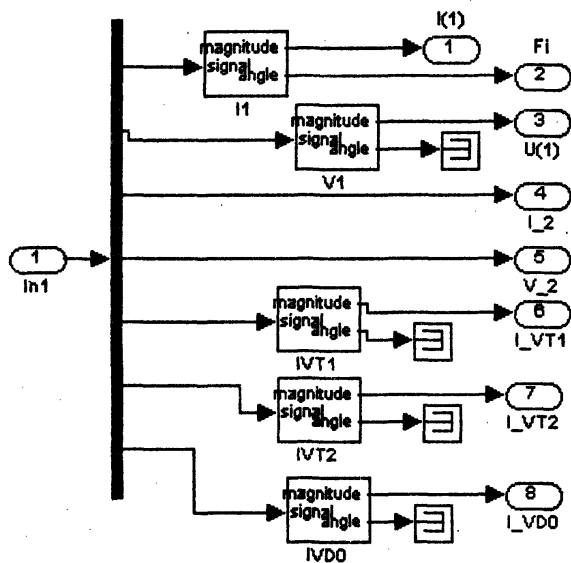 I(1)
1
Fi
magnitude
signal
angle
I1
2
magnitude
signal
angle
V1
3
U(1)
4
I_2
1
In1
5
V_2
magnitude
signal
angle
IVT1
6
I_VT1
magnitude
signal
angle
IVT2
7
I_VT2
magnitude
signal
angle
IVD0
8
I_VD0